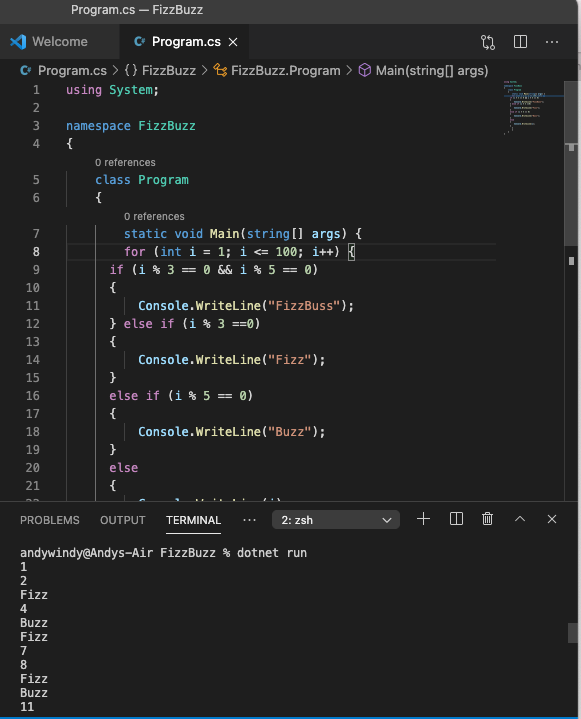 Program.cs — FizzBuzz
Welcome
C# Program.cs
C# Program.cs > {} FizzBuzz > FizzBuzz.Program > Main(string[] args)
1 using System;
2
3 namespace FizzBuzz
4 {
0 references
5 class Program
6 {
0 references
7 static void Main(string[] args) {
8 for (int i = 1; i <= 100; i++) {
9 if (i % 3 == 0 && i % 5 == 0)
10 {
11 Console.WriteLine("FizzBuss");
12 } else if (i % 3 ==0)
13 {
14 Console.WriteLine("Fizz");
15 }
16 else if (i % 5 == 0)
17 {
18 Console.WriteLine("Buzz");
19 }
20 else
21 {
PROBLEMS OUTPUT TERMINAL ... 2: zsh
andywindy@Andys-Air FizzBuzz % dotnet run
1
2
Fizz
4
Buzz
Fizz
7
8
Fizz
Buzz
11